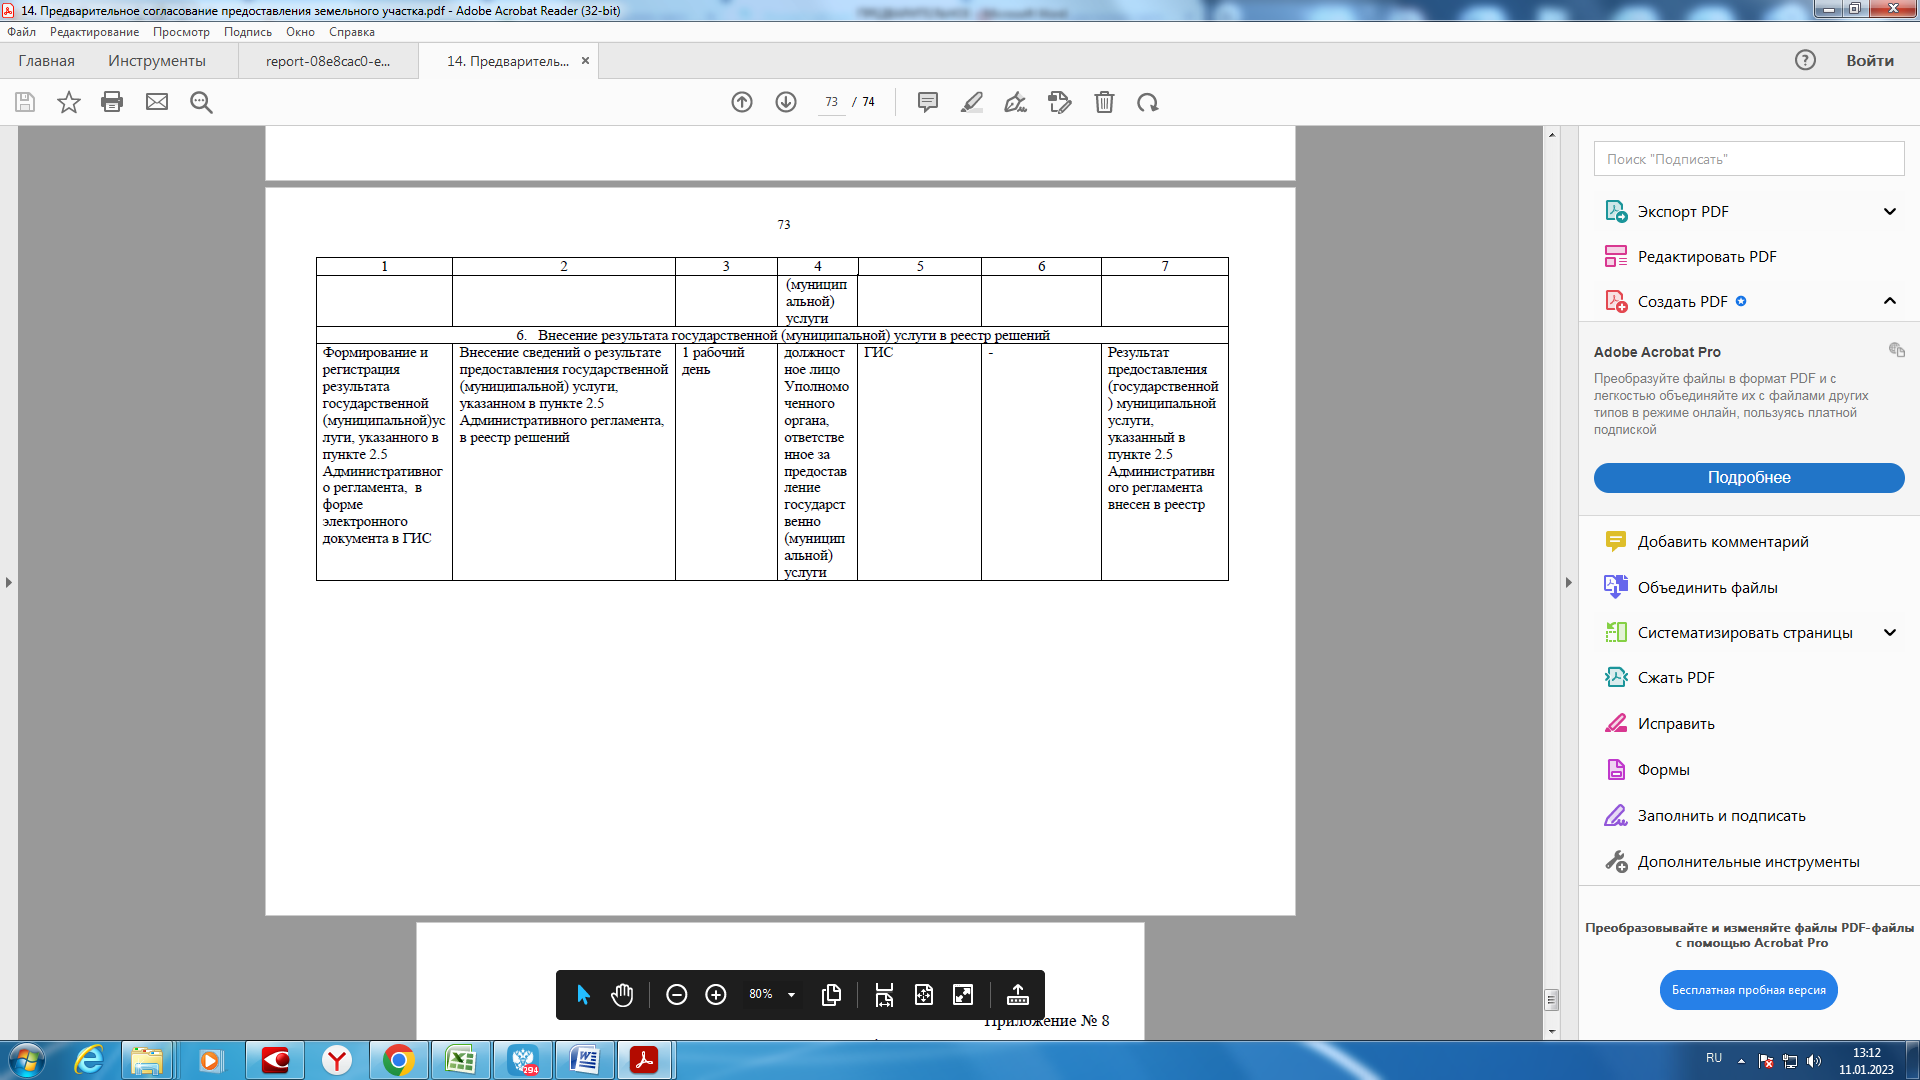 14. Предварительное согласование предоставления земельного участка.pdf - Adobe Acrobat Reader (32-bit)
Файл Редактирование Просмотр Подпись Окно Справка
Главная Инструменты report-08e8cac0-e... 14. Предваритель... Войти
73 / 74
73
1 2 3 4 5 6 7
(муницип
альной)
услуги
6. Внесение результата государственной (муниципальной) услуги в реестр решений
Формирование и
регистрация
результата
государственной
(муниципальной)ус
луги, указанного в
пункте 2.5
Административног
о регламента, в
форме
электронного
документа в ГИС
Внесение сведений о результате
предоставления государственной
(муниципальной) услуги,
указанном в пункте 2.5
Административного регламента,
в реестр решений
1 рабочий
день
должност
ное лицо
Уполномо
ченного
органа,
ответстве
нное за
предостав
ление
государст
венно
(муницип
альной)
услуги
ГИС
-
Результат
предоставления
(государственной
) муниципальной
услуги,
указанный в
пункте 2.5
Административн
ого регламента
внесен в реестр
80%
Приложение № 8
Поиск "Подписать"
Экспорт PDF
Редактировать PDF
Создать PDF
Adobe Acrobat Pro
Преобразуйте файлы в формат PDF и с
легкостью объединяйте их с файлами других
типов в режиме онлайн, пользуясь платной
подпиской
Подробнее
Добавить комментарий
Объединить файлы
Систематизировать страницы
Сжать PDF
Исправить
Формы
Заполнить и подписать
Дополнительные инструменты
Преобразовывайте и изменяйте файлы PDF-файлы
с помощью Acrobat Pro
Бесплатная пробная версия
294
RU
13:12
11.01.2023